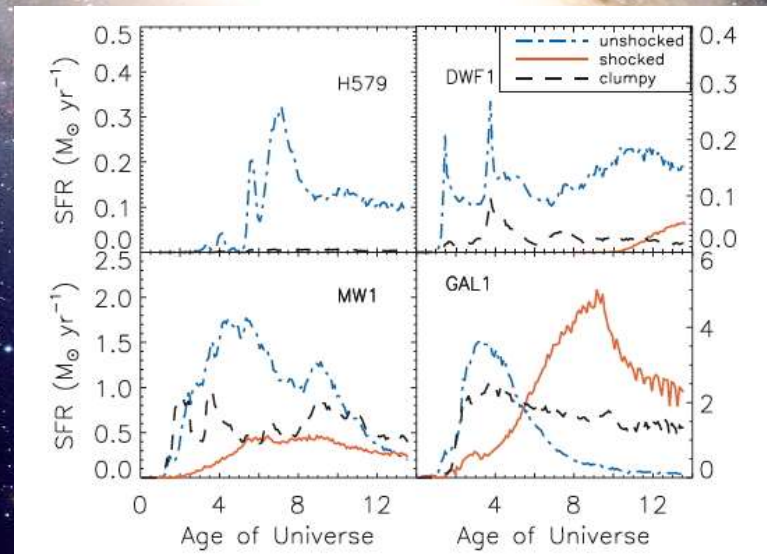 0.5
0.4
0.3
0.2
0.1
0.0
SFR (M⊙ yr⁻¹)
H579
DWF1
unshocked
shocked
clumpy
0.4
0.3
0.2
0.1
0.0
2.5
2.0
1.5
1.0
0.5
0.0
SFR (M⊙ yr⁻¹)
MW1
GAL1
6
4
2
0
0 4 8 12
4 8 12
Age of Universe
Age of Universe